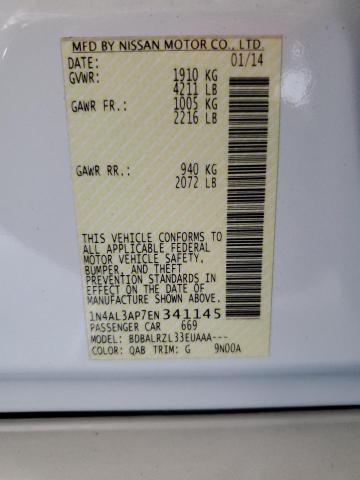 MFD BY NISSAN MOTOR CO., LTD.
DATE: 01/14
GVWR: 1910 KG
4211 LB
GAWR FR.: 1005 KG
2216 LB
GAWR RR.: 940 KG
2072 LB
THIS VEHICLE CONFORMS TO
ALL APPLICABLE FEDERAL
MOTOR VEHICLE SAFETY,
BUMPER, AND THEFT
PREVENTION STANDARDS IN
EFFECT ON THE DATE OF
MANUFACTURE SHOWN ABOVE.
1N4AL3AP7EN341145
PASSENGER CAR 669
MODEL: BDBALRZL33EUAAA---
COLOR: QAB TRIM: G 9N00A